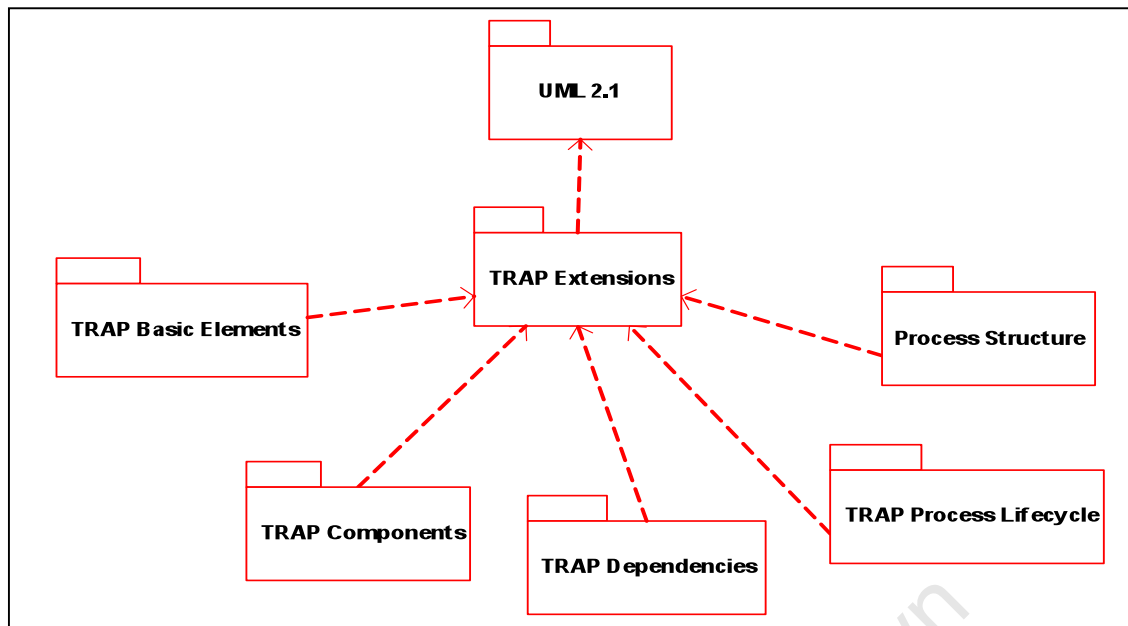 UML 2.1
TRAP Extensions
TRAP Basic Elements
Process Structure
TRAP Components
TRAP Dependencies
TRAP Process Lifecycle